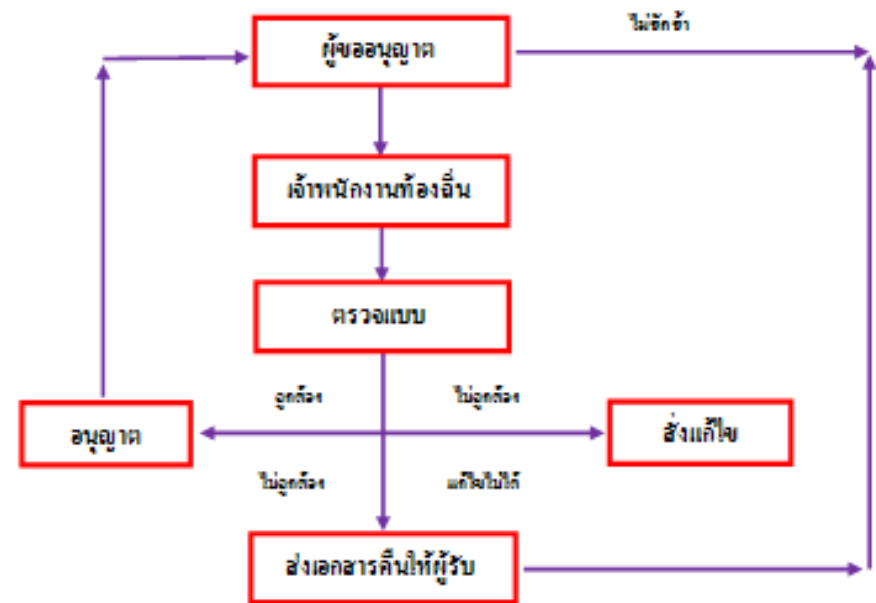 ไม่ชักช้า
ผู้ขออนุญาต
เจ้าพนักงานท้องถิ่น
ตรวจแบบ
ถูกต้อง
ไม่ถูกต้อง
อนุญาต
สั่งแก้ไข
ไม่ถูกต้อง
แก้ไขไม่ได้
ส่งเอกสารคืนให้ผู้รับ